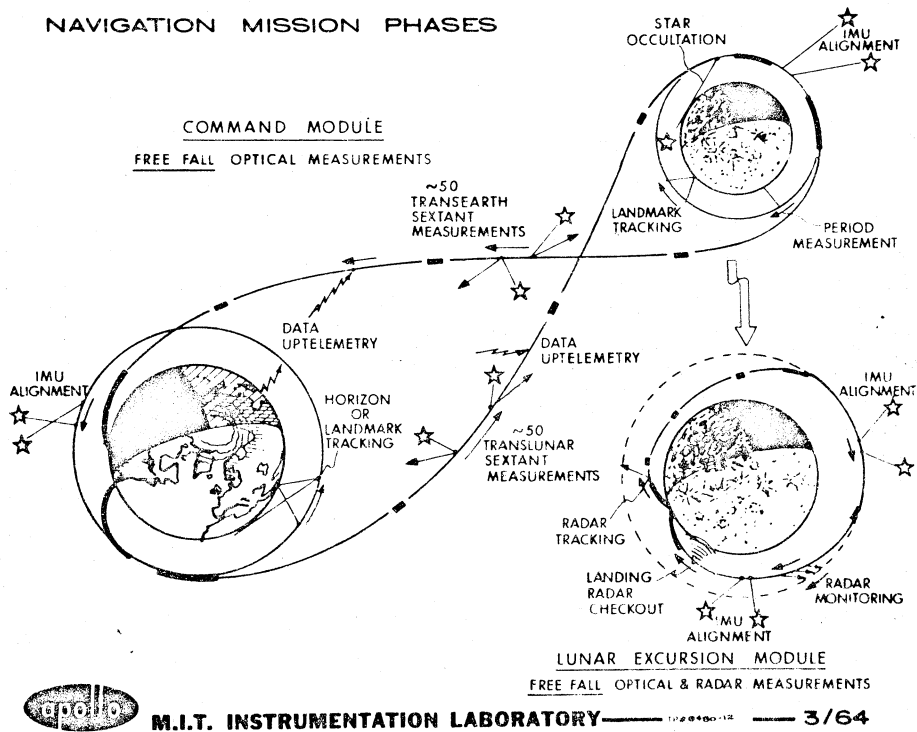 NAVIGATION MISSION PHASES
STAR
OCCULTATION
IMU
ALIGNMENT
COMMAND MODULE
FREE FALL OPTICAL MEASUREMENTS
~50
TRANSEARTH
SEXTANT
MEASUREMENTS
LANDMARK
TRACKING
PERIOD
MEASUREMENT
DATA
UPTELEMETRY
DATA
UPTELEMETRY
IMU
ALIGNMENT
HORIZON
OR
LANDMARK
TRACKING
~50
TRANSLUNAR
SEXTANT
MEASUREMENTS
IMU
ALIGNMENT
RADAR
TRACKING
LANDING
RADAR
CHECKOUT
RADAR
MONITORING
IMU
ALIGNMENT
LUNAR EXCURSION MODULE
FREE FALL OPTICAL & RADAR MEASUREMENTS
apollo
M.I.T. INSTRUMENTATION LABORATORY 3/64